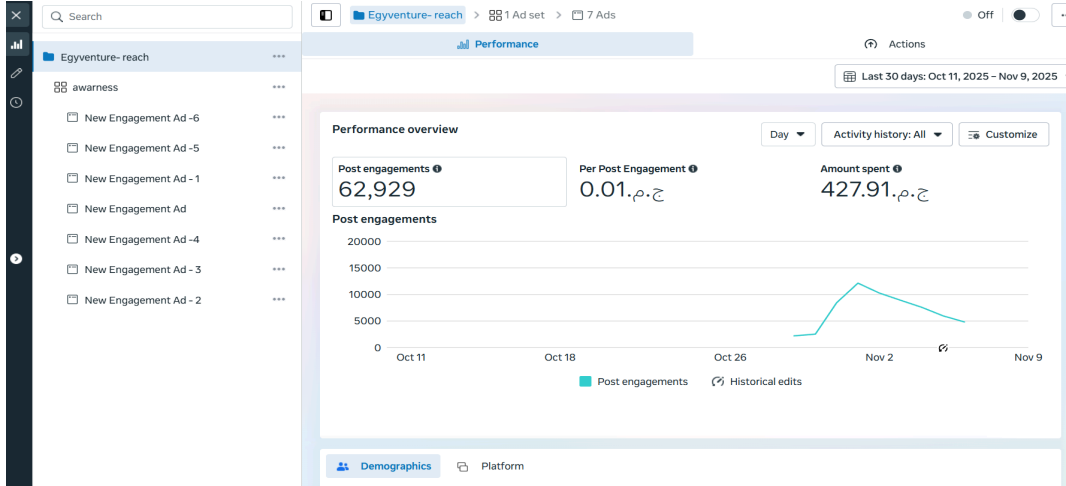 Search
Egyventure- reach > 1 Ad set > 7 Ads
Off
Performance
Actions
Last 30 days: Oct 11, 2025 – Nov 9, 2025
Egyventure- reach
awarness
New Engagement Ad -6
New Engagement Ad -5
New Engagement Ad - 1
New Engagement Ad
New Engagement Ad -4
New Engagement Ad - 3
New Engagement Ad - 2
Performance overview
Day
Activity history: All
Customize
Post engagements
62,929
Per Post Engagement
ج.م.0.01
Amount spent
ج.م.427.91
Post engagements
20000
15000
10000
5000
0
Oct 11
Oct 18
Oct 26
Nov 2
Nov 9
Post engagements
Historical edits
Demographics
Platform